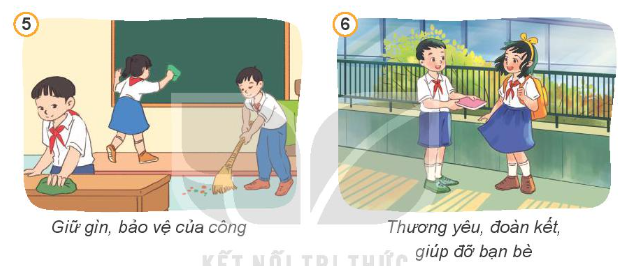 5
6
Giữ gìn, bảo vệ của công
Thương yêu, đoàn kết,
giúp đỡ bạn bè
KẾT NỐI TRI THỨC